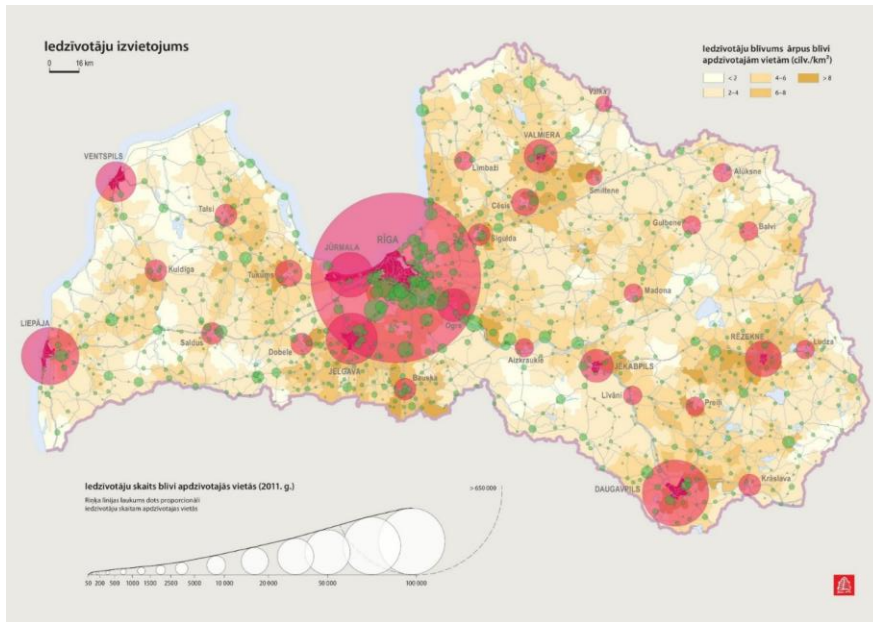 Iedzīvotāju izvietojums
0 16 km
Iedzīvotāju blīvums ārpus blīvi
apdzīvotajām vietām (cilv./km²)
< 2 4–6 > 8
2–4 6–8
Valka
VENTSPILS
VALMIERA
Limbaži
Smiltene
Alūksne
Talsi
Cēsis
Gulbene
Balvi
RĪGA
Sigulda
JŪRMALA
Kuldīga
Tukums
Madona
LIEPĀJA
Ogre
Saldus
Dobele
Aizkraukle
RĒZEKNE
Ludza
JELGAVA
JĒKABPILS
Bauska
Līvāni
Preiļi
DAUGAVPILS
Krāslava
Iedzīvotāju skaits blīvi apdzīvotajās vietās (2011. g.)
Riņķa līnijas laukums dots proporcionāli
iedzīvotāju skaitam apdzīvotajās vietās
> 650 000
50 200 500 1000 1500 2500 5000 10 000 20 000 50 000 100 000